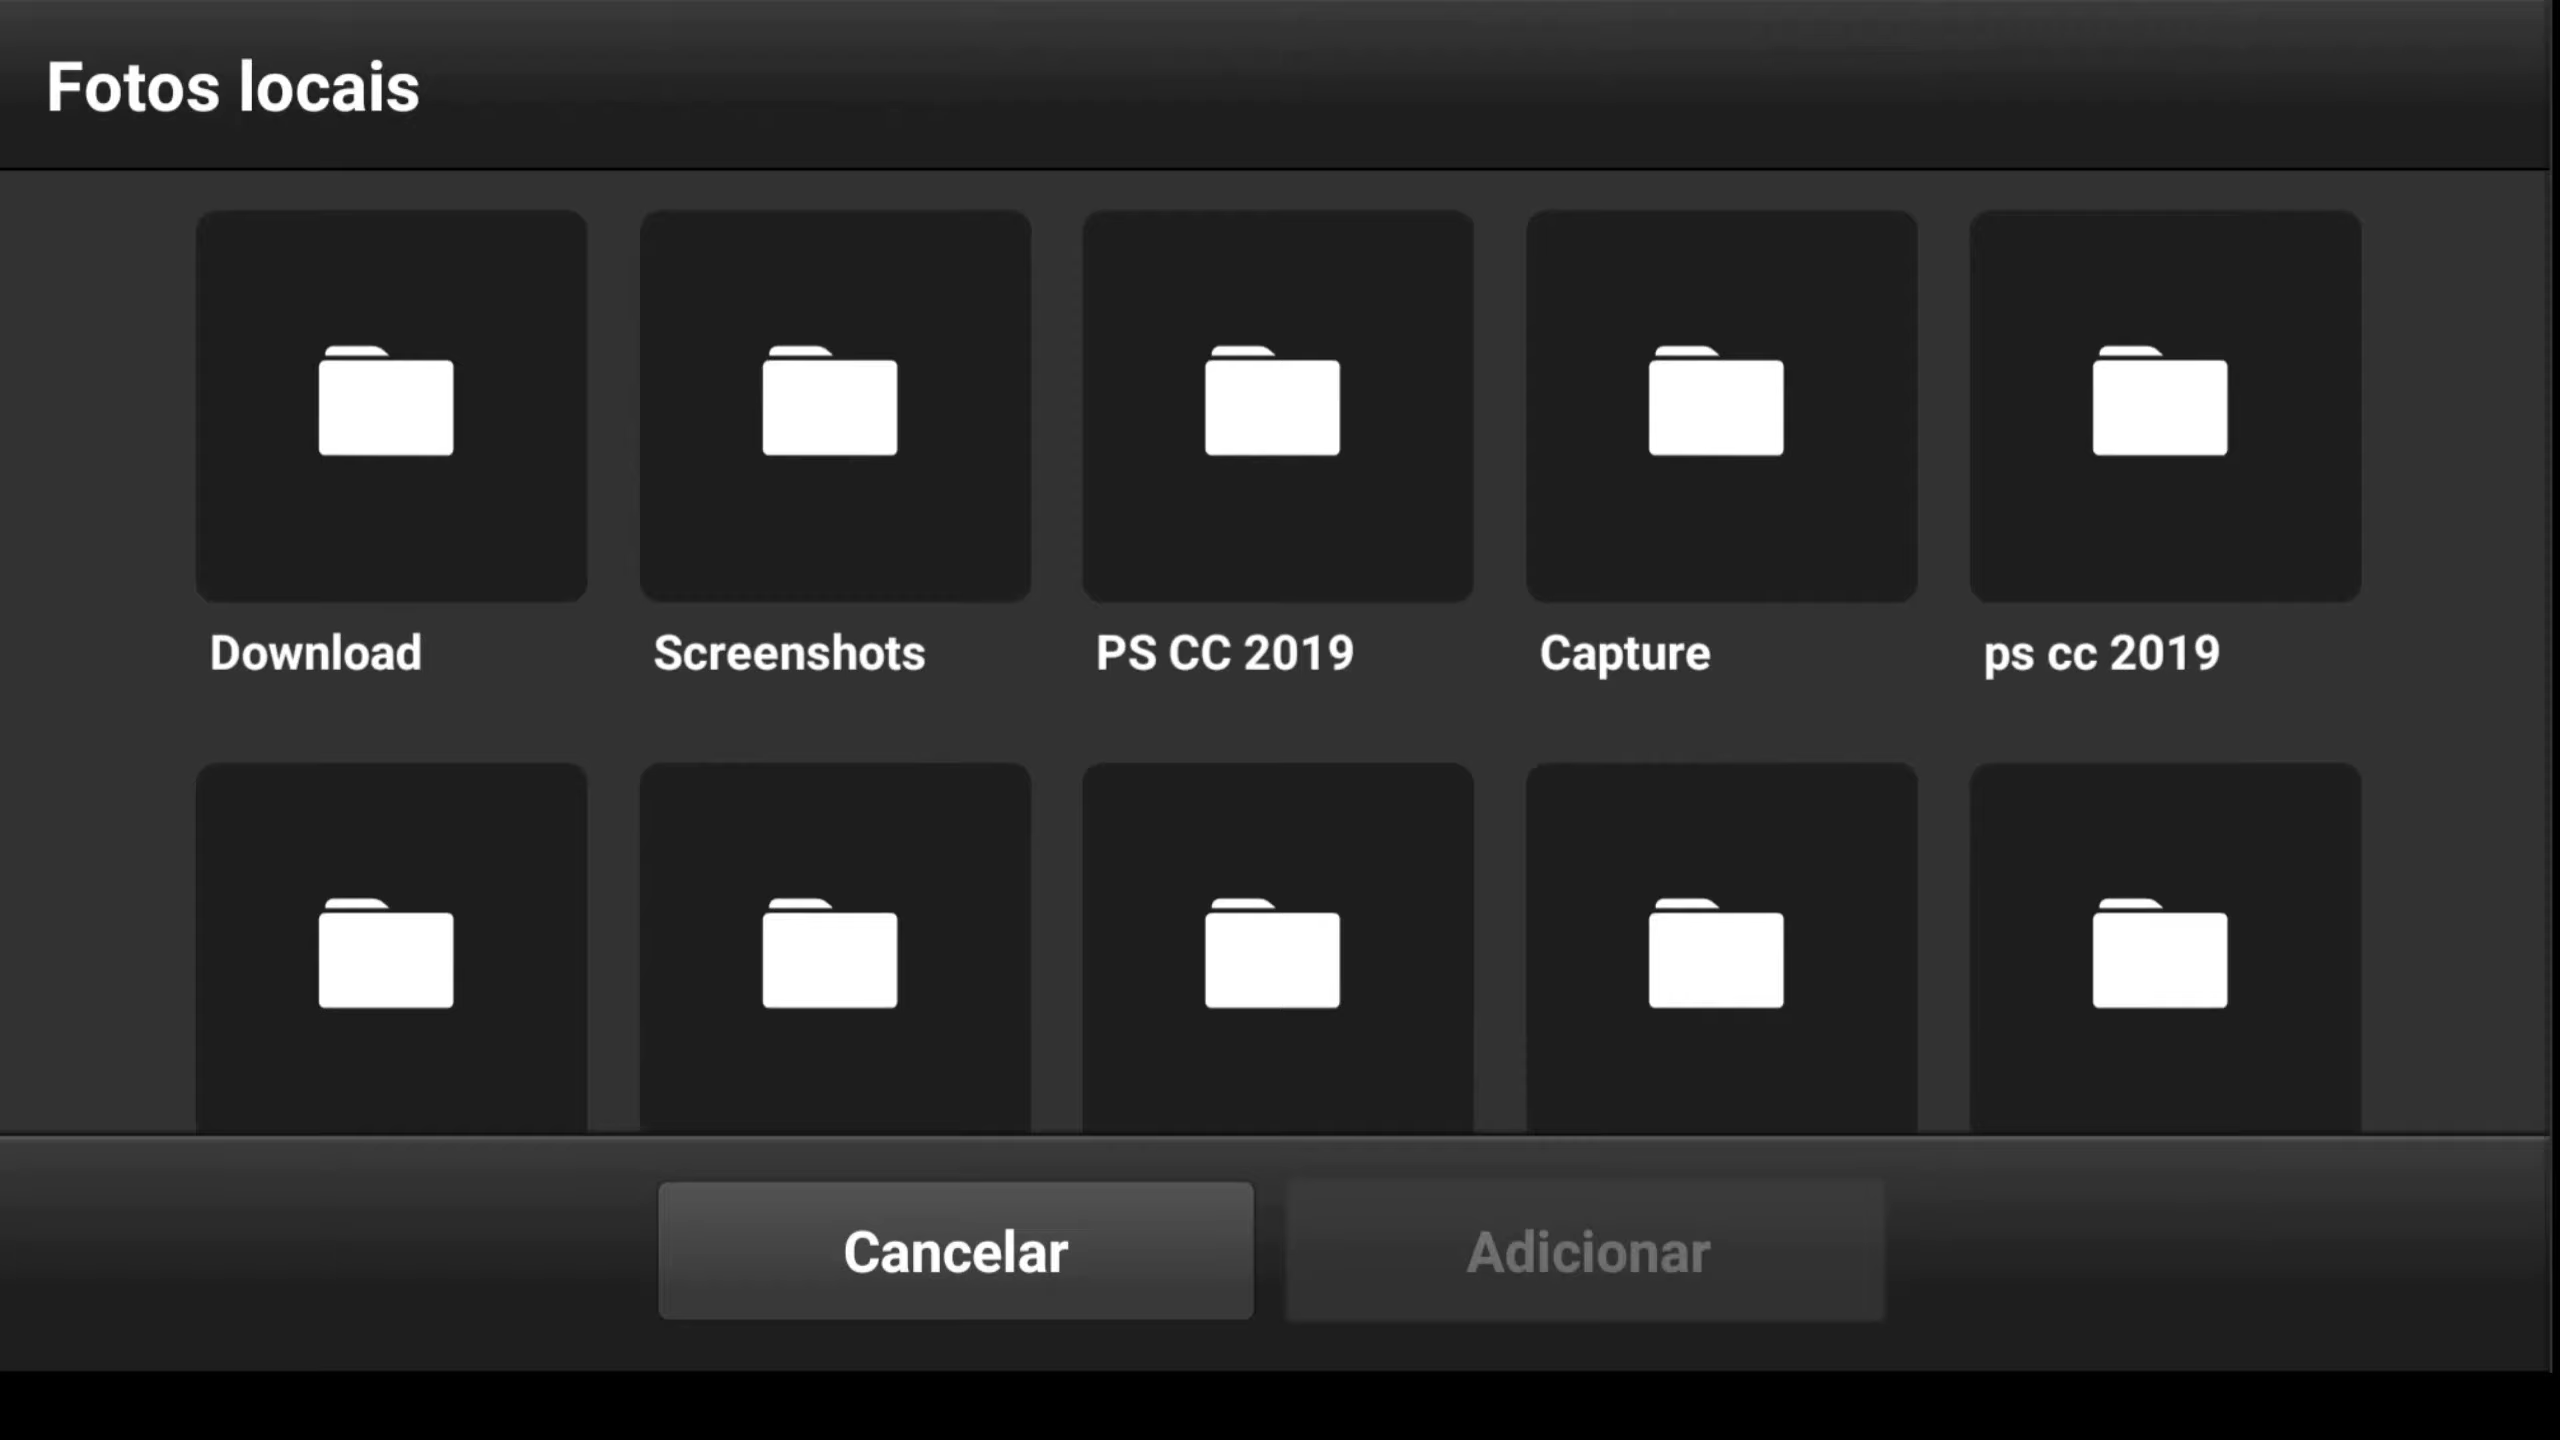 Fotos locais
Download
Screenshots
PS CC 2019
Capture
ps cc 2019
Cancelar
Adicionar